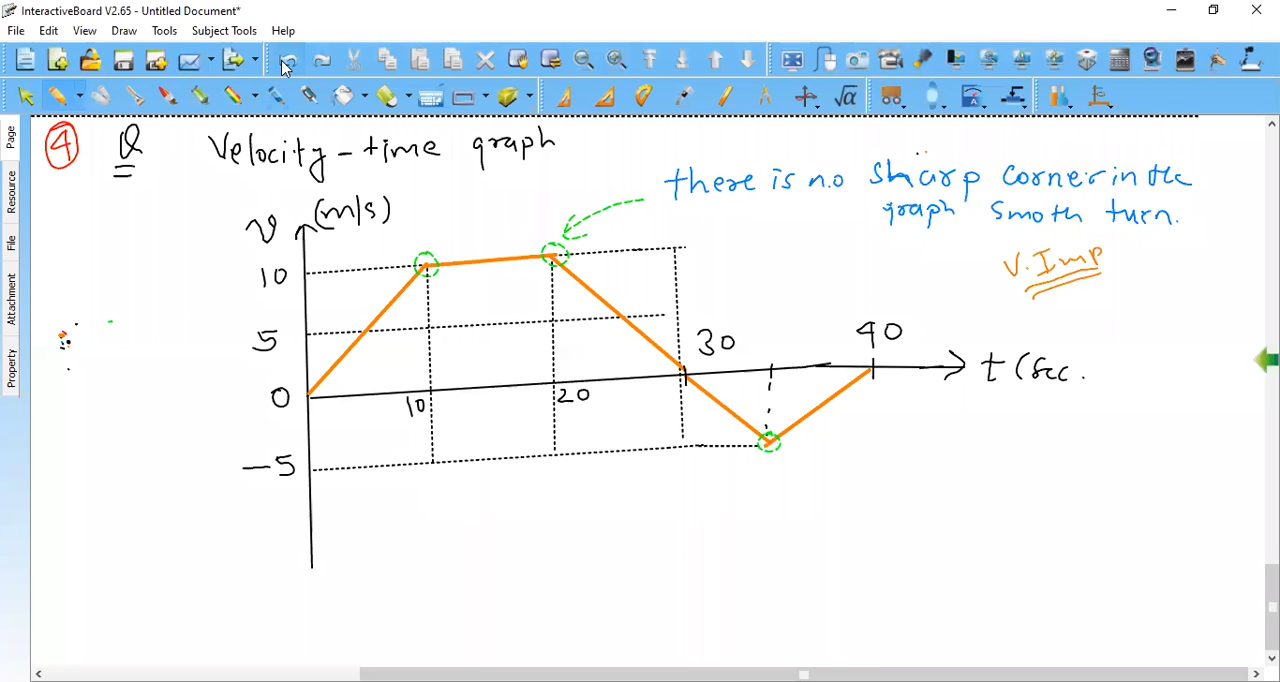 InteractiveBoard V2.65 - Untitled Document*
File Edit View Draw Tools Subject Tools Help
Page
Resource
File
Attachment
Property
4 Q Velocity-time graph
there is no sharp corner in the
graph smoth turn.
V. Imp
v (m/s)
10
5
0
-5
10
20
30
40
t (sec.